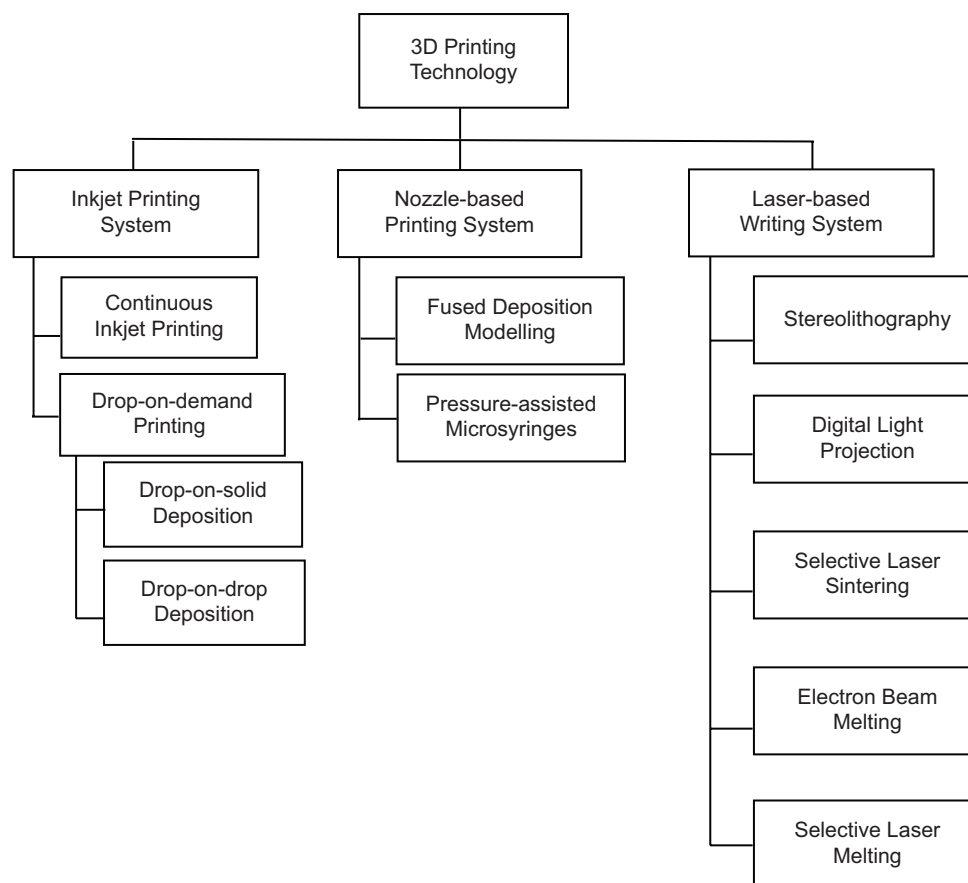 3D Printing
Technology
Inkjet Printing
System
Nozzle-based
Printing System
Laser-based
Writing System
Continuous
Inkjet Printing
Drop-on-demand
Printing
Drop-on-solid
Deposition
Drop-on-drop
Deposition
Fused Deposition
Modelling
Pressure-assisted
Microsyringes
Stereolithography
Digital Light
Projection
Selective Laser
Sintering
Electron Beam
Melting
Selective Laser
Melting